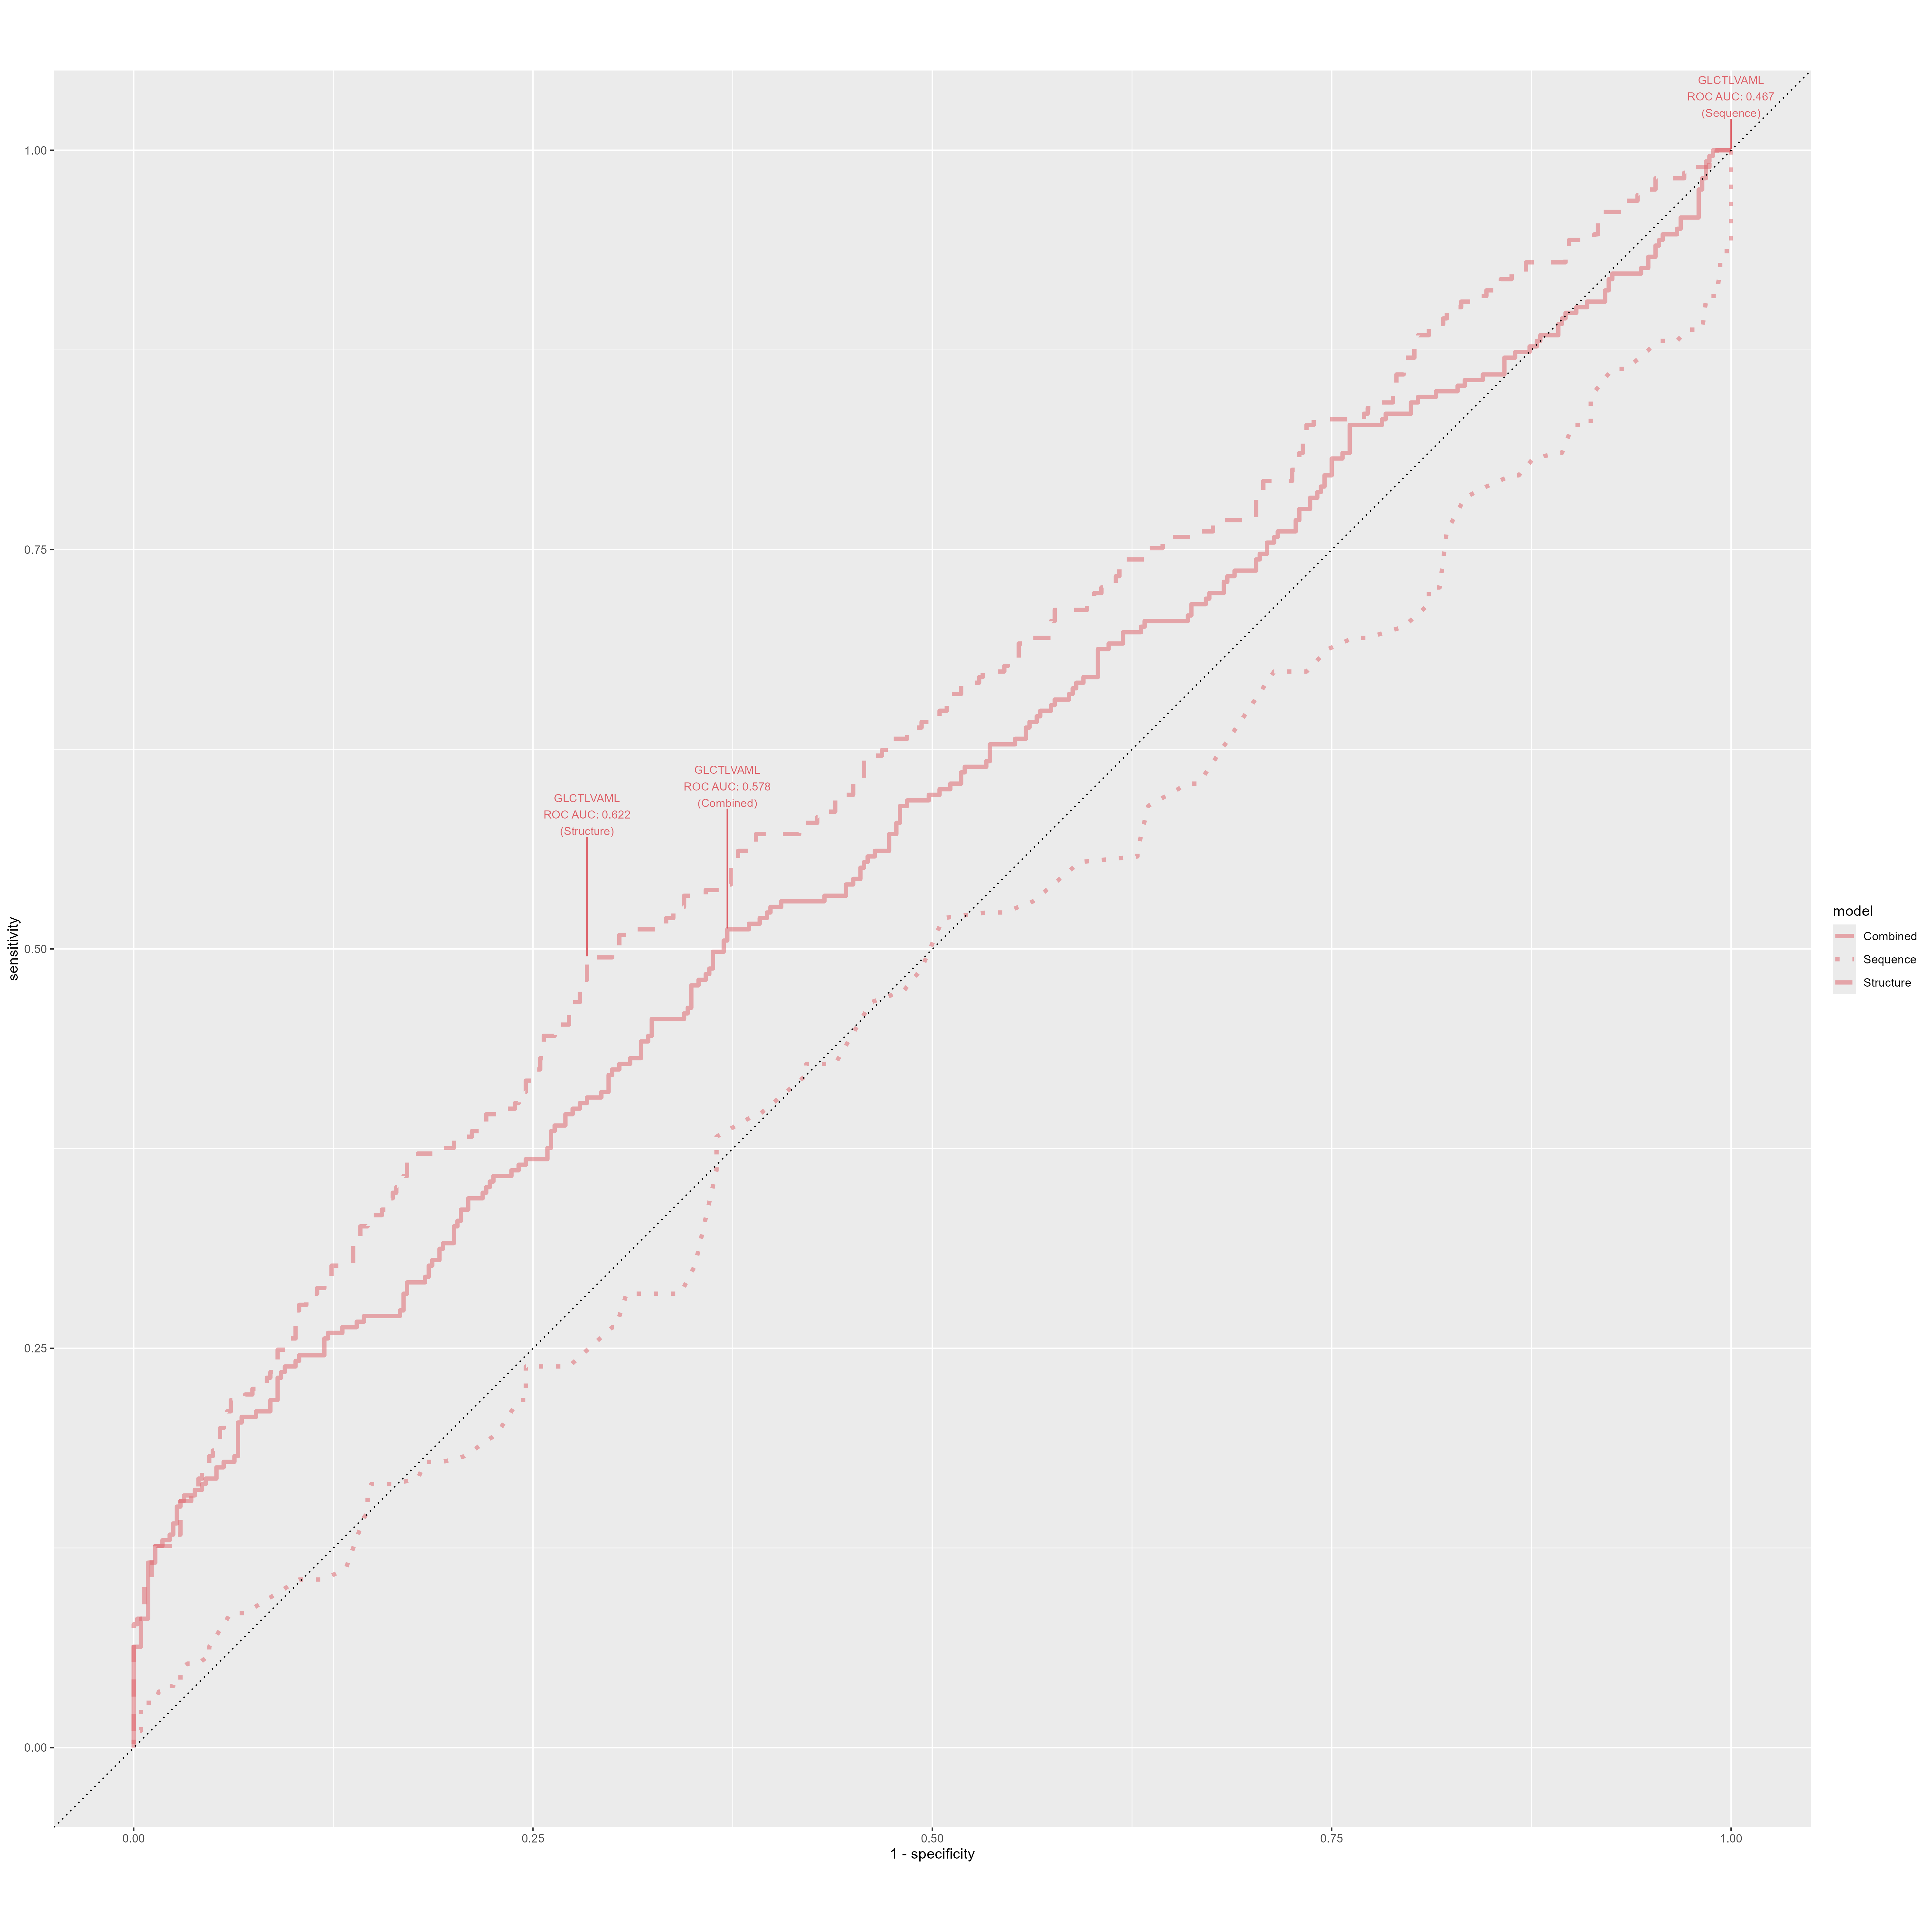 GLCTLVAML
ROC AUC: 0.467
(Sequence)
1.00
0.75
GLCTLVAML
ROC AUC: 0.578
(Combined)
GLCTLVAML
ROC AUC: 0.622
(Structure)
0.50
0.25
0.00
sensitivity
0.00
0.25
0.50
0.75
1.00
1 - specificity
model
Combined
Sequence
Structure